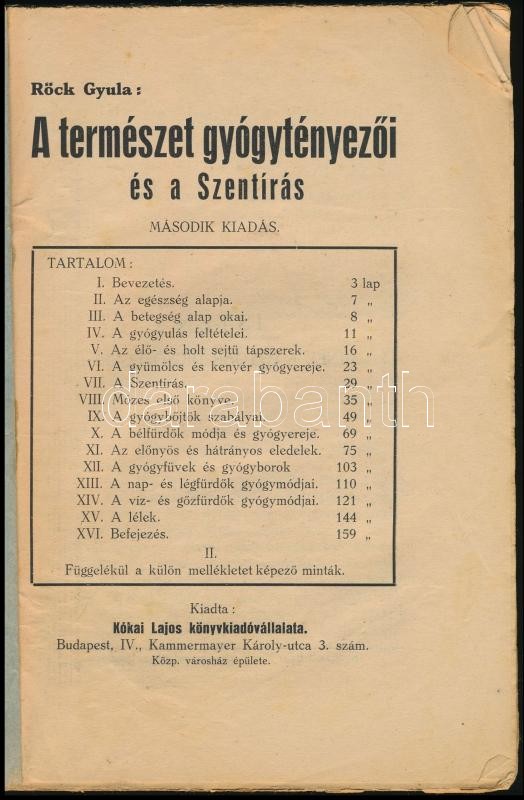 Röck Gyula:
A természet gyógytényezői
és a Szentírás
MÁSODIK KIADÁS.
TARTALOM:
I. Bevezetés. 3 lap
II. Az egészség alapja. 7 „
III. A betegség alap okai. 8 „
IV. A gyógyulás feltételei. 11 „
V. Az élő- és holt sejtü tápszerek. 16 „
VI. A gyümölcs és kenyér gyógyereje. 23 „
VII. A Szentírás. 29 „
VIII. Mózes első könyve. 35 „
IX. A gyógybőjtök szabályai. 49 „
X. A bélfürdők módja és gyógyereje. 69 „
XI. Az előnyös és hátrányos eledelek. 75 „
XII. A gyógyfüvek és gyógyborok 103 „
XIII. A nap- és légfürdők gyógymódjai. 110 „
XIV. A víz- és gőzfürdők gyógymódjai. 121 „
XV. A lélek. 144 „
XVI. Befejezés. 159 „
II.
Függelékül a külön mellékletet képező minták.
Kiadta:
Kókai Lajos könyvkiadóvállalata.
Budapest, IV., Kammermayer Károly-utca 3. szám.
Közp. városház épülete.
darabanth